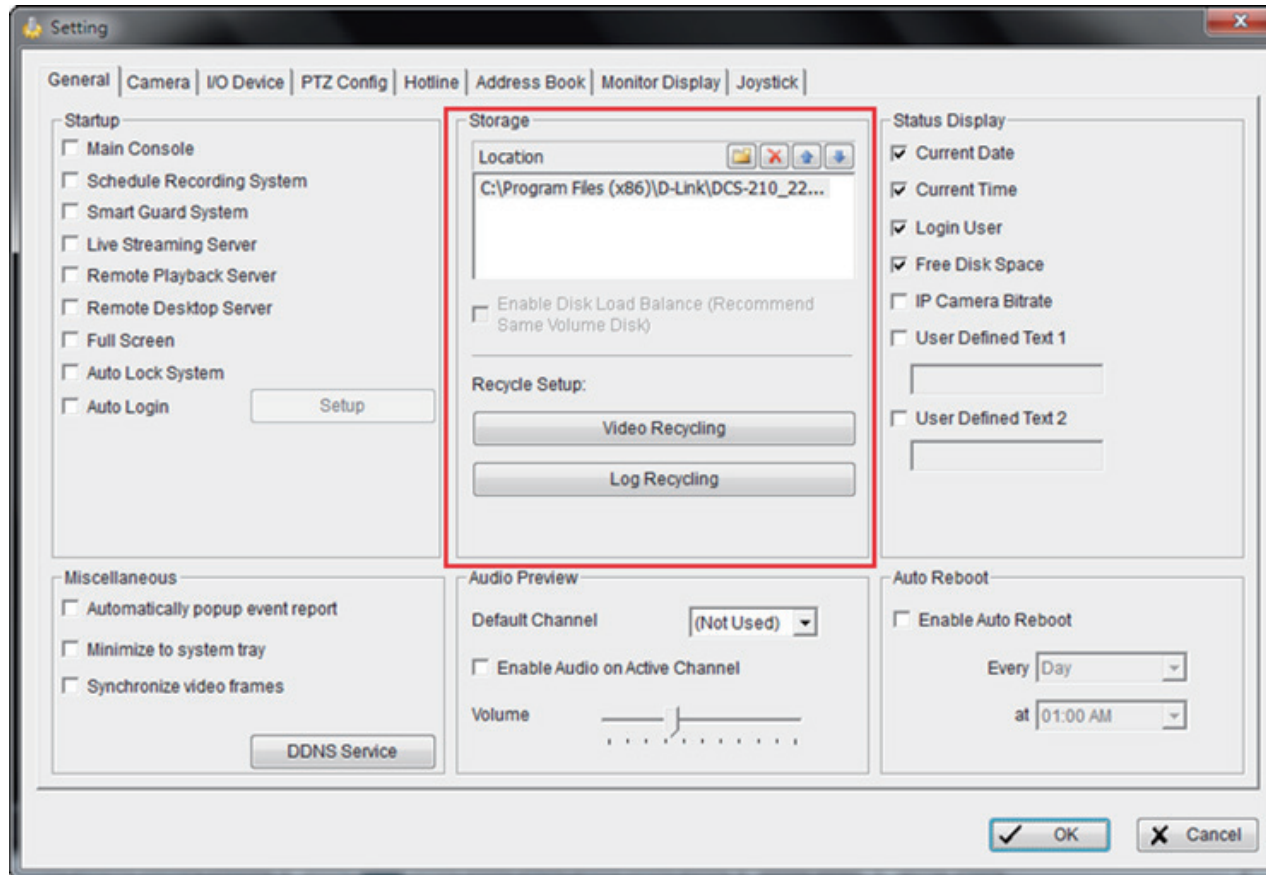 Setting
General Camera I/O Device PTZ Config Hotline Address Book Monitor Display Joystick
Startup
Main Console
Schedule Recording System
Smart Guard System
Live Streaming Server
Remote Playback Server
Remote Desktop Server
Full Screen
Auto Lock System
Auto Login Setup
Storage
Location
C:\Program Files (x86)\D-Link\DCS-210_22...
Enable Disk Load Balance (Recommend
Same Volume Disk)
Recycle Setup:
Video Recycling
Log Recycling
Status Display
Current Date
Current Time
Login User
Free Disk Space
IP Camera Bitrate
User Defined Text 1
User Defined Text 2
Miscellaneous
Automatically popup event report
Minimize to system tray
Synchronize video frames
DDNS Service
Audio Preview
Default Channel (Not Used)
Enable Audio on Active Channel
Volume
Auto Reboot
Enable Auto Reboot
Every Day
at 01:00 AM
OK Cancel